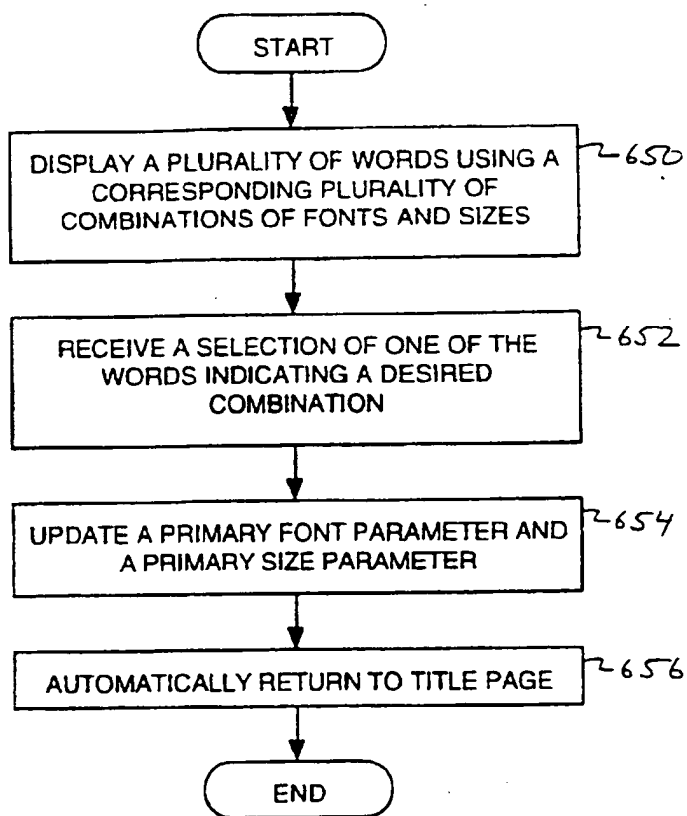 START
DISPLAY A PLURALITY OF WORDS USING A
CORRESPONDING PLURALITY OF
COMBINATIONS OF FONTS AND SIZES
650
RECEIVE A SELECTION OF ONE OF THE
WORDS INDICATING A DESIRED
COMBINATION
652
UPDATE A PRIMARY FONT PARAMETER AND
A PRIMARY SIZE PARAMETER
654
AUTOMATICALLY RETURN TO TITLE PAGE
656
END